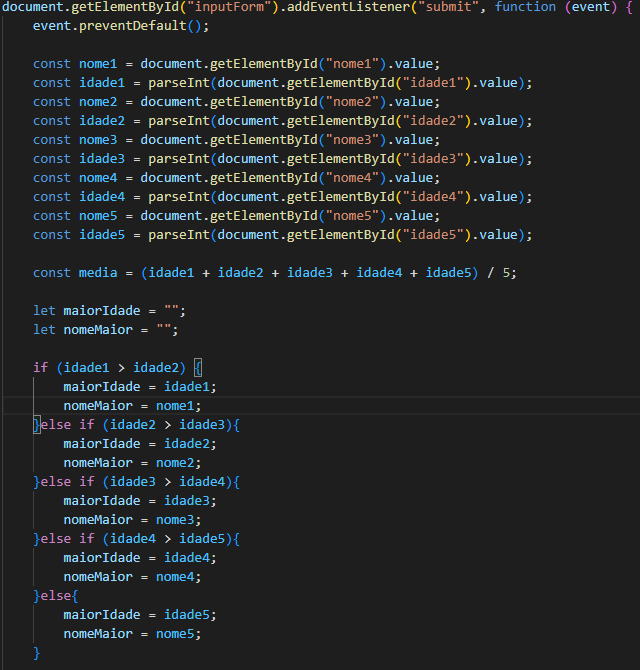 document.getElementById("inputForm").addEventListener("submit", function (event) {
    event.preventDefault();

    const nome1 = document.getElementById("nome1").value;
    const idade1 = parseInt(document.getElementById("idade1").value);
    const nome2 = document.getElementById("nome2").value;
    const idade2 = parseInt(document.getElementById("idade2").value);
    const nome3 = document.getElementById("nome3").value;
    const idade3 = parseInt(document.getElementById("idade3").value);
    const nome4 = document.getElementById("nome4").value;
    const idade4 = parseInt(document.getElementById("idade4").value);
    const nome5 = document.getElementById("nome5").value;
    const idade5 = parseInt(document.getElementById("idade5").value);

    const media = (idade1 + idade2 + idade3 + idade4 + idade5) / 5;

    let maiorIdade = "";
    let nomeMaior = "";

    if (idade1 > idade2) {
        maiorIdade = idade1;
        nomeMaior = nome1;
    }else if (idade2 > idade3){
        maiorIdade = idade2;
        nomeMaior = nome2;
    }else if (idade3 > idade4){
        maiorIdade = idade3;
        nomeMaior = nome3;
    }else if (idade4 > idade5){
        maiorIdade = idade4;
        nomeMaior = nome4;
    }else{
        maiorIdade = idade5;
        nomeMaior = nome5;
    }